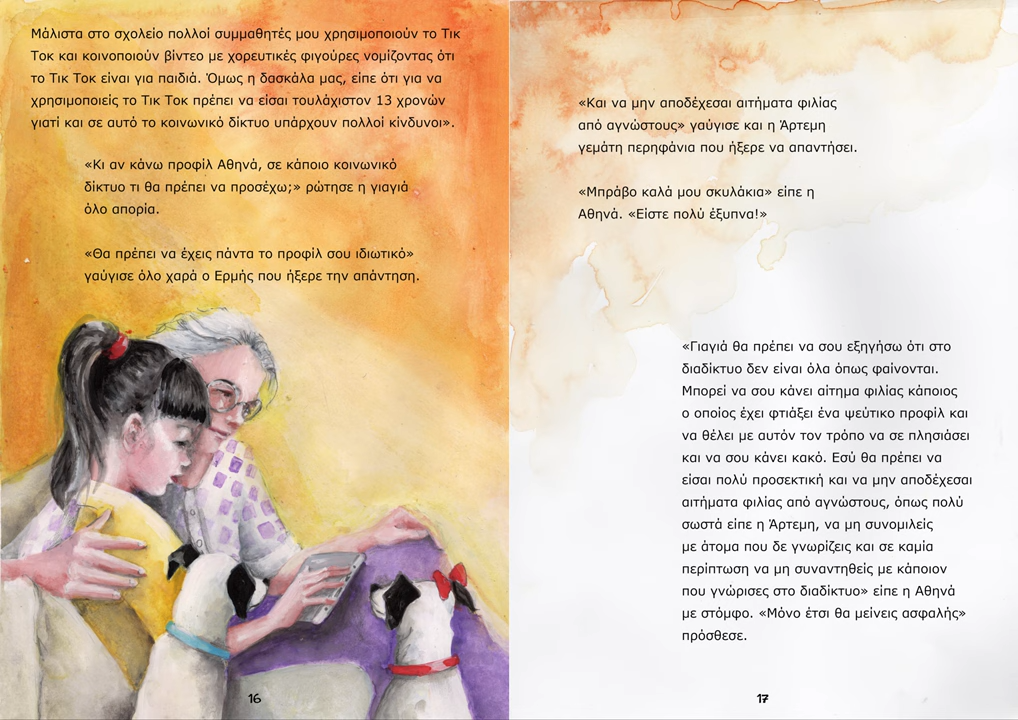 Μάλιστα στο σχολείο πολλοί συμμαθητές μου χρησιμοποιούν το Τικ
Τοκ και κοινοποιούν βίντεο με χορευτικές φιγούρες νομίζοντας ότι
το Τικ Τοκ είναι για παιδιά. Όμως η δασκάλα μας, είπε ότι για να
χρησιμοποιείς το Τικ Τοκ πρέπει να είσαι τουλάχιστον 13 χρονών
γιατί και σε αυτό το κοινωνικό δίκτυο υπάρχουν πολλοί κίνδυνοι».
«Κι αν κάνω προφίλ Αθηνά, σε κάποιο κοινωνικό
δίκτυο τι θα πρέπει να προσέχω;» ρώτησε η γιαγιά
όλο απορία.
«Θα πρέπει να έχεις πάντα το προφίλ σου ιδιωτικό»
γαύγισε όλο χαρά ο Ερμής που ήξερε την απάντηση.
16
«Και να μην αποδέχεσαι αιτήματα φιλίας
από αγνώστους» γαύγισε και η Άρτεμη
γεμάτη περηφάνια που ήξερε να απαντήσει.
«Μπράβο καλά μου σκυλάκια» είπε η
Αθηνά. «Είστε πολύ έξυπνα!»
«Γιαγιά θα πρέπει να σου εξηγήσω ότι στο
διαδίκτυο δεν είναι όλα όπως φαίνονται.
Μπορεί να σου κάνει αίτημα φιλίας κάποιος
ο οποίος έχει φτιάξει ένα ψεύτικο προφίλ και
να θέλει με αυτόν τον τρόπο να σε πλησιάσει
και να σου κάνει κακό. Εσύ θα πρέπει να
είσαι πολύ προσεκτική και να μην αποδέχεσαι
αιτήματα φιλίας από αγνώστους, όπως πολύ
σωστά είπε η Άρτεμη, να μη συνομιλείς
με άτομα που δε γνωρίζεις και σε καμία
περίπτωση να μη συναντηθείς με κάποιον
που γνώρισες στο διαδίκτυο» είπε η Αθηνά
με στόμφο. «Μόνο έτσι θα μείνεις ασφαλής»
πρόσθεσε.
17